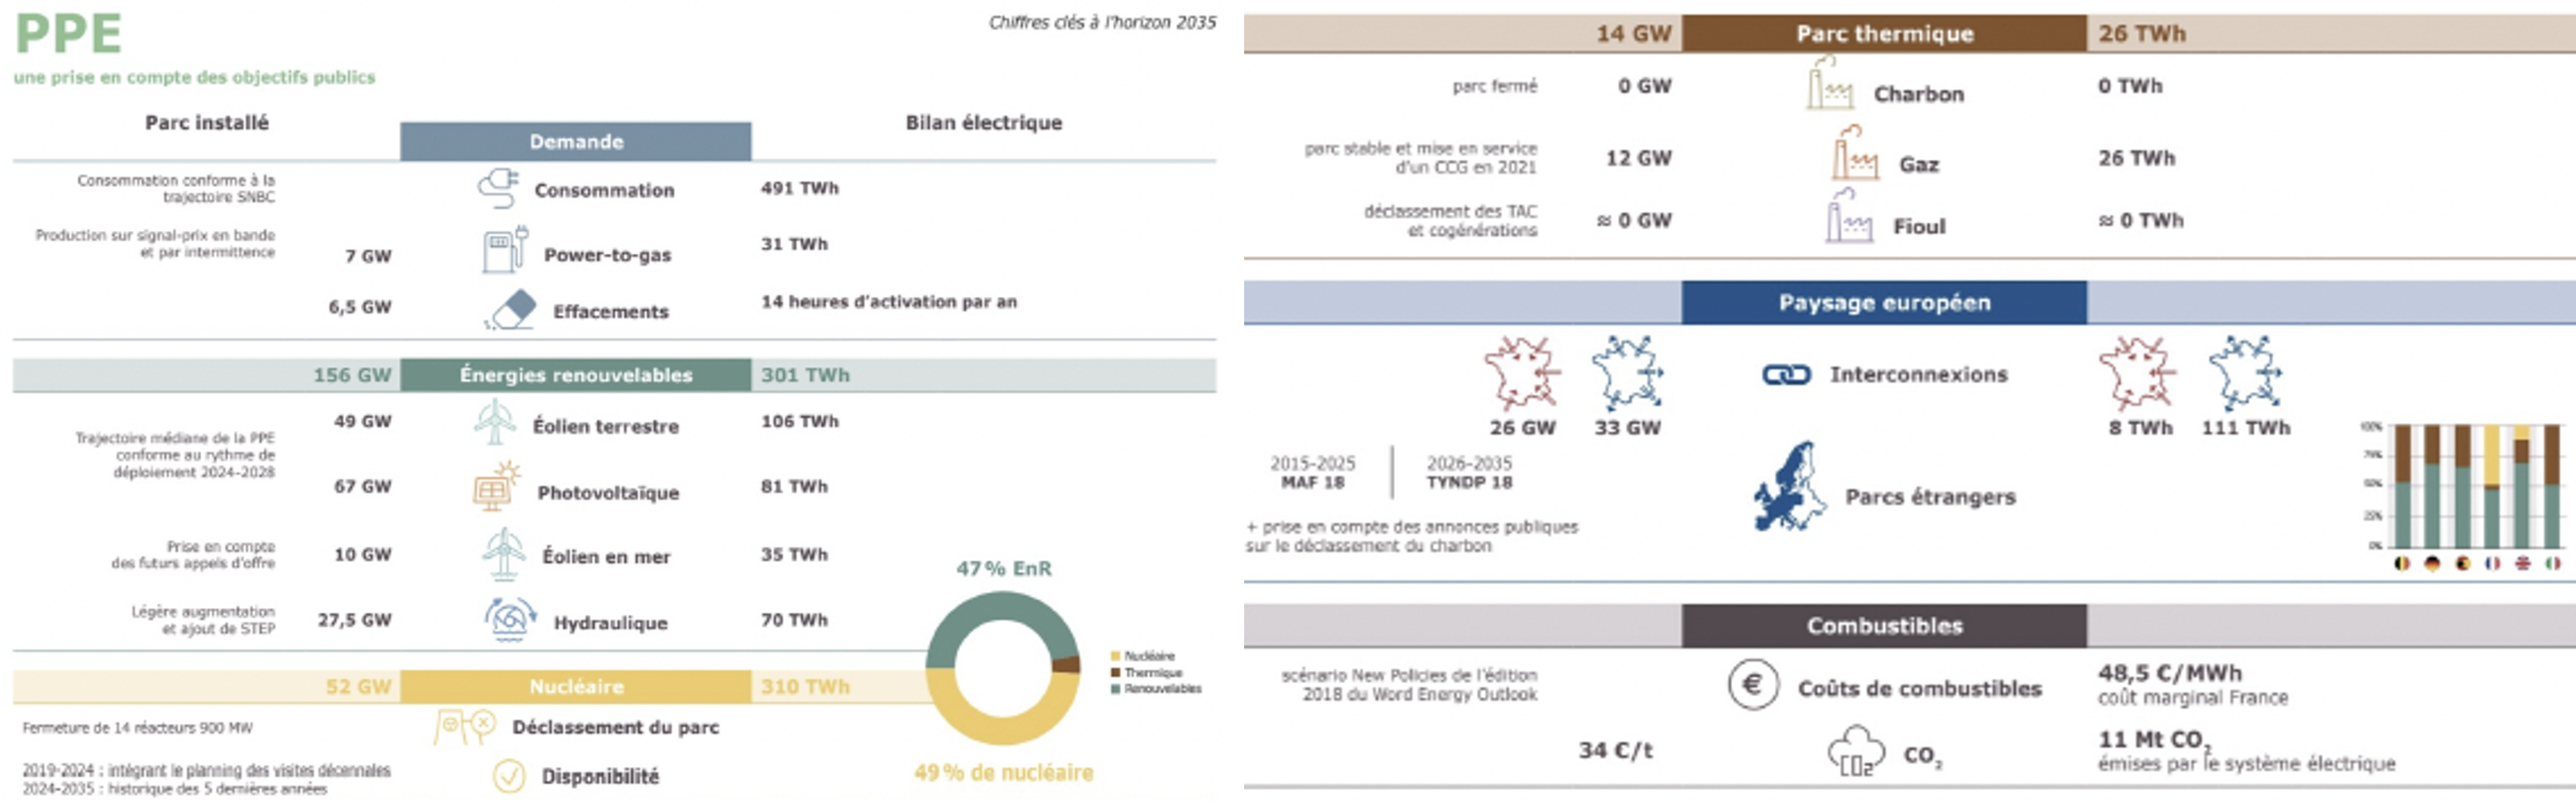 PPE
Chiffres clés à l'horizon 2035
une prise en compte des objectifs publics
Parc installé
Demande
Bilan électrique
Consommation conforme à la
trajectoire SNBC
Consommation
491 TWh
Production sur signal-prix en bande
et par intermittence
7 GW
Power-to-gas
31 TWh
6,5 GW
Effacements
14 heures d'activation par an
156 GW
Énergies renouvelables
301 TWh
Trajectoire médiane de la PPE
conforme au rythme de
déploiement 2024-2028
49 GW
Éolien terrestre
106 TWh
67 GW
Photovoltaïque
81 TWh
Prise en compte
des futurs appels d'offre
10 GW
Éolien en mer
35 TWh
Légère augmentation
et ajout de STEP
27,5 GW
Hydraulique
70 TWh
47 % EnR
Nucléaire
Thermique
Renouvelables
49 % de nucléaire
52 GW
Nucléaire
310 TWh
Fermeture de 14 réacteurs 900 MW
Déclassement du parc
2019-2024 : intégrant le planning des visites décennales
2024-2035 : historique des 5 dernières années
Disponibilité
14 GW
Parc thermique
26 TWh
parc fermé
0 GW
Charbon
0 TWh
parc stable et mise en service
d'un CCG en 2021
12 GW
Gaz
26 TWh
déclassement des TAC
et cogénérations
≈ 0 GW
Fioul
≈ 0 TWh
Paysage européen
Interconnexions
26 GW
33 GW
8 TWh
111 TWh
2015-2025
MAF 18
2026-2035
TYNDP 18
+ prise en compte des annonces publiques
sur le déclassement du charbon
Parcs étrangers
100%
75%
50%
25%
0%
Combustibles
scénario New Policies de l'édition
2018 du Word Energy Outlook
€
Coûts de combustibles
48,5 €/MWh
coût marginal France
34 €/t
CO2
CO₂
11 Mt CO₂
émises par le système électrique